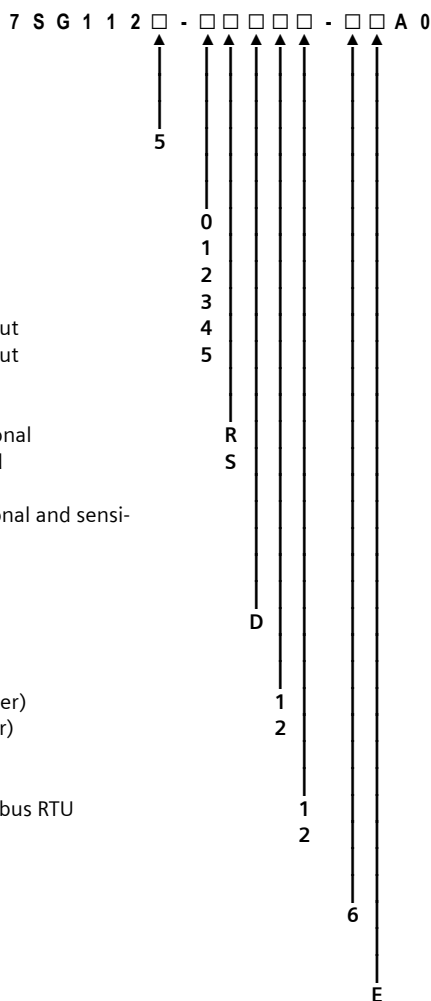 7 S G 1 1 2 □ - □ □ □ □ □ - □ □ A 0
5
0
1
2
3
ut 4
ut 5
onal R
l S
onal and sensi-
D
er) 1
r) 2
bus RTU 1
2
6
E